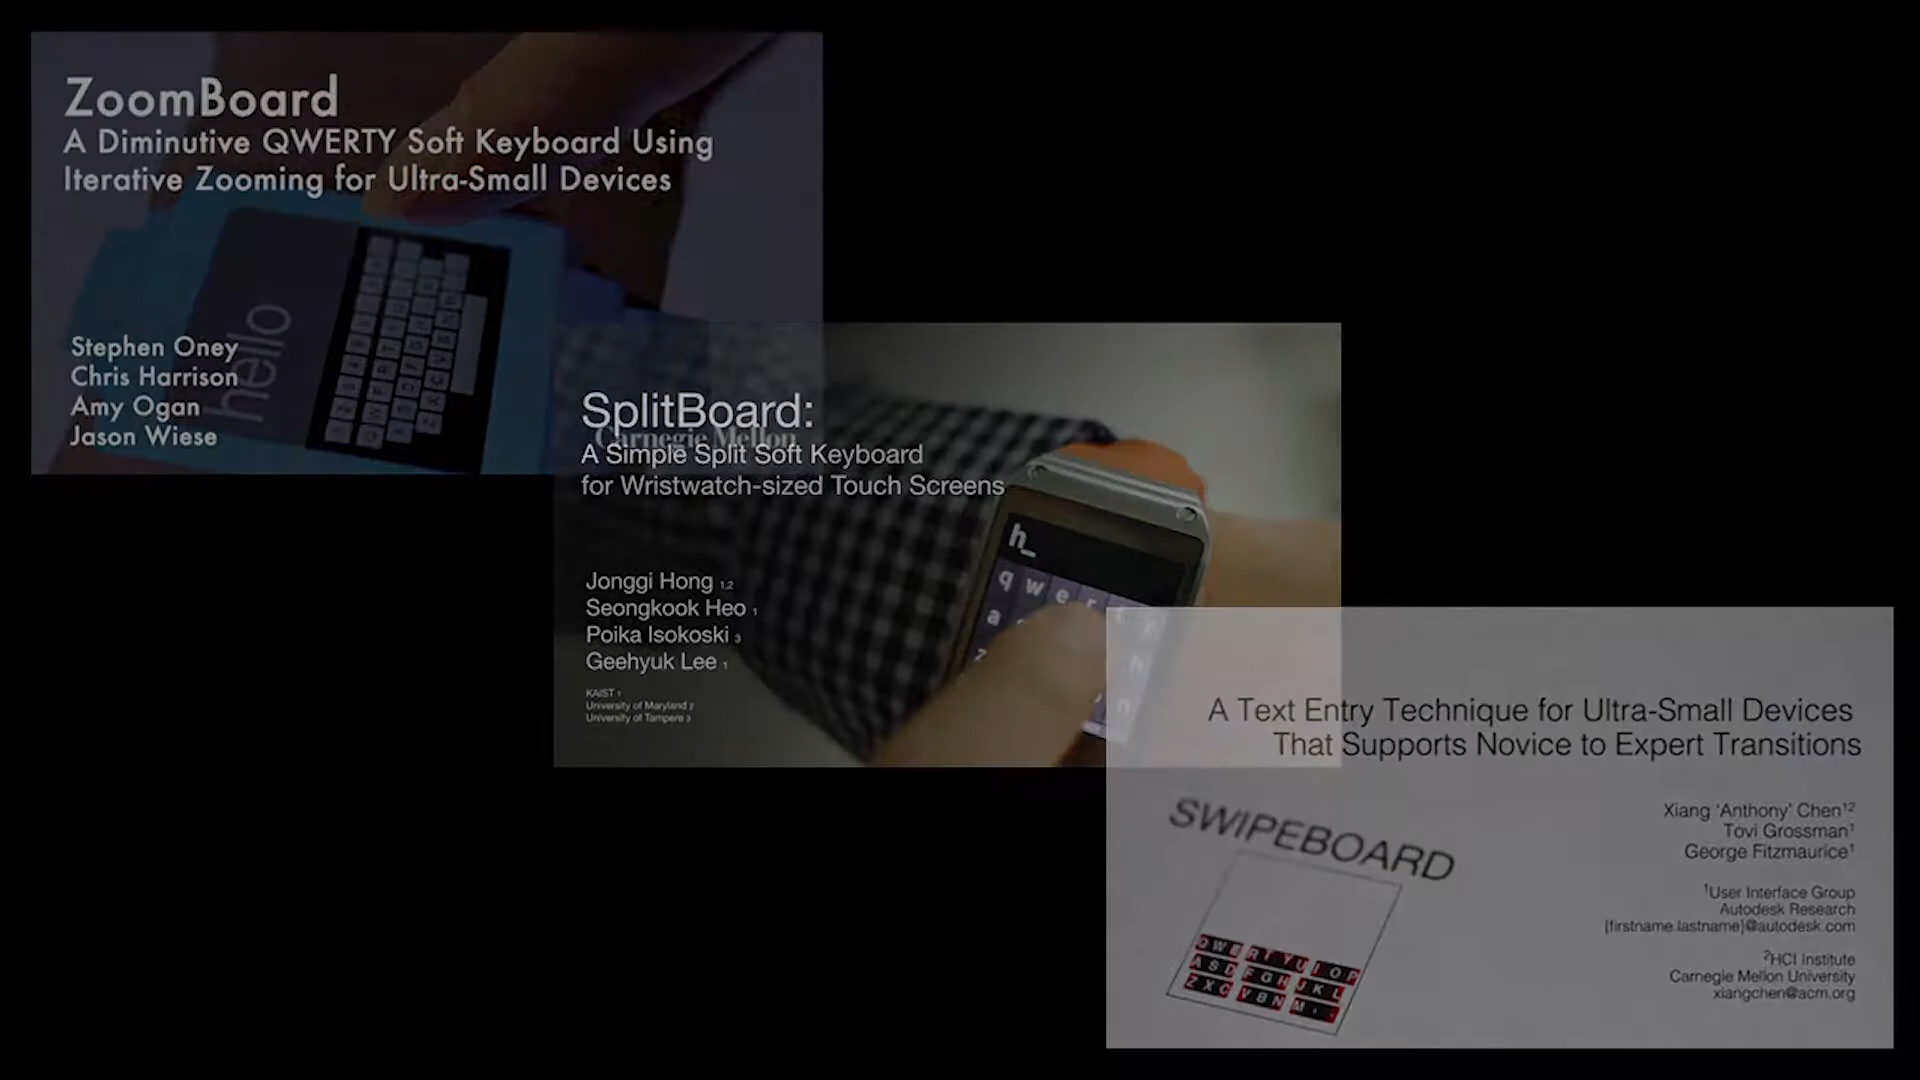 ZoomBoard
A Diminutive QWERTY Soft Keyboard Using
Iterative Zooming for Ultra-Small Devices
hello
Stephen Oney
Chris Harrison
Amy Ogan
Jason Wiese
Carnegie Mellon
SplitBoard:
A Simple Split Soft Keyboard
for Wristwatch-sized Touch Screens
Jonggi Hong 1,2
Seongkook Heo 1
Poika Isokoski 3
Geehyuk Lee 1
KAIST 1
University of Maryland 2
University of Tampere 3
h_
q w e r
a
z
h
n
A Text Entry Technique for Ultra-Small Devices
That Supports Novice to Expert Transitions
Xiang ‘Anthony’ Chen¹²
Tovi Grossman¹
George Fitzmaurice¹
¹User Interface Group
Autodesk Research
[firstname.lastname]@autodesk.com
²HCI Institute
Carnegie Mellon University
xiangchen@acm.org
SWIPEBOARD
Q W E R T Y U I O P
A S D F G H J K L
Z X C V B N M , .